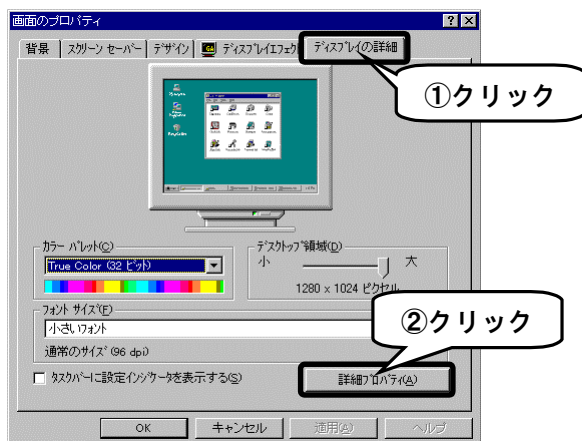 画面のプロパティ
背景 スクリーン セーバー デザイン ディスプレイエフェクト ディスプレイの詳細
①クリック
カラー パレット(C)
True Color (32 ビット)
デスクトップ領域(D)
小 大
1280 x 1024 ピクセル
フォント サイズ(F)
小さいフォント
通常のサイズ (96 dpi)
②クリック
タスクバーに設定インジケータを表示する(S)
詳細プロパティ(A)
OK キャンセル 適用(A) ヘルプ